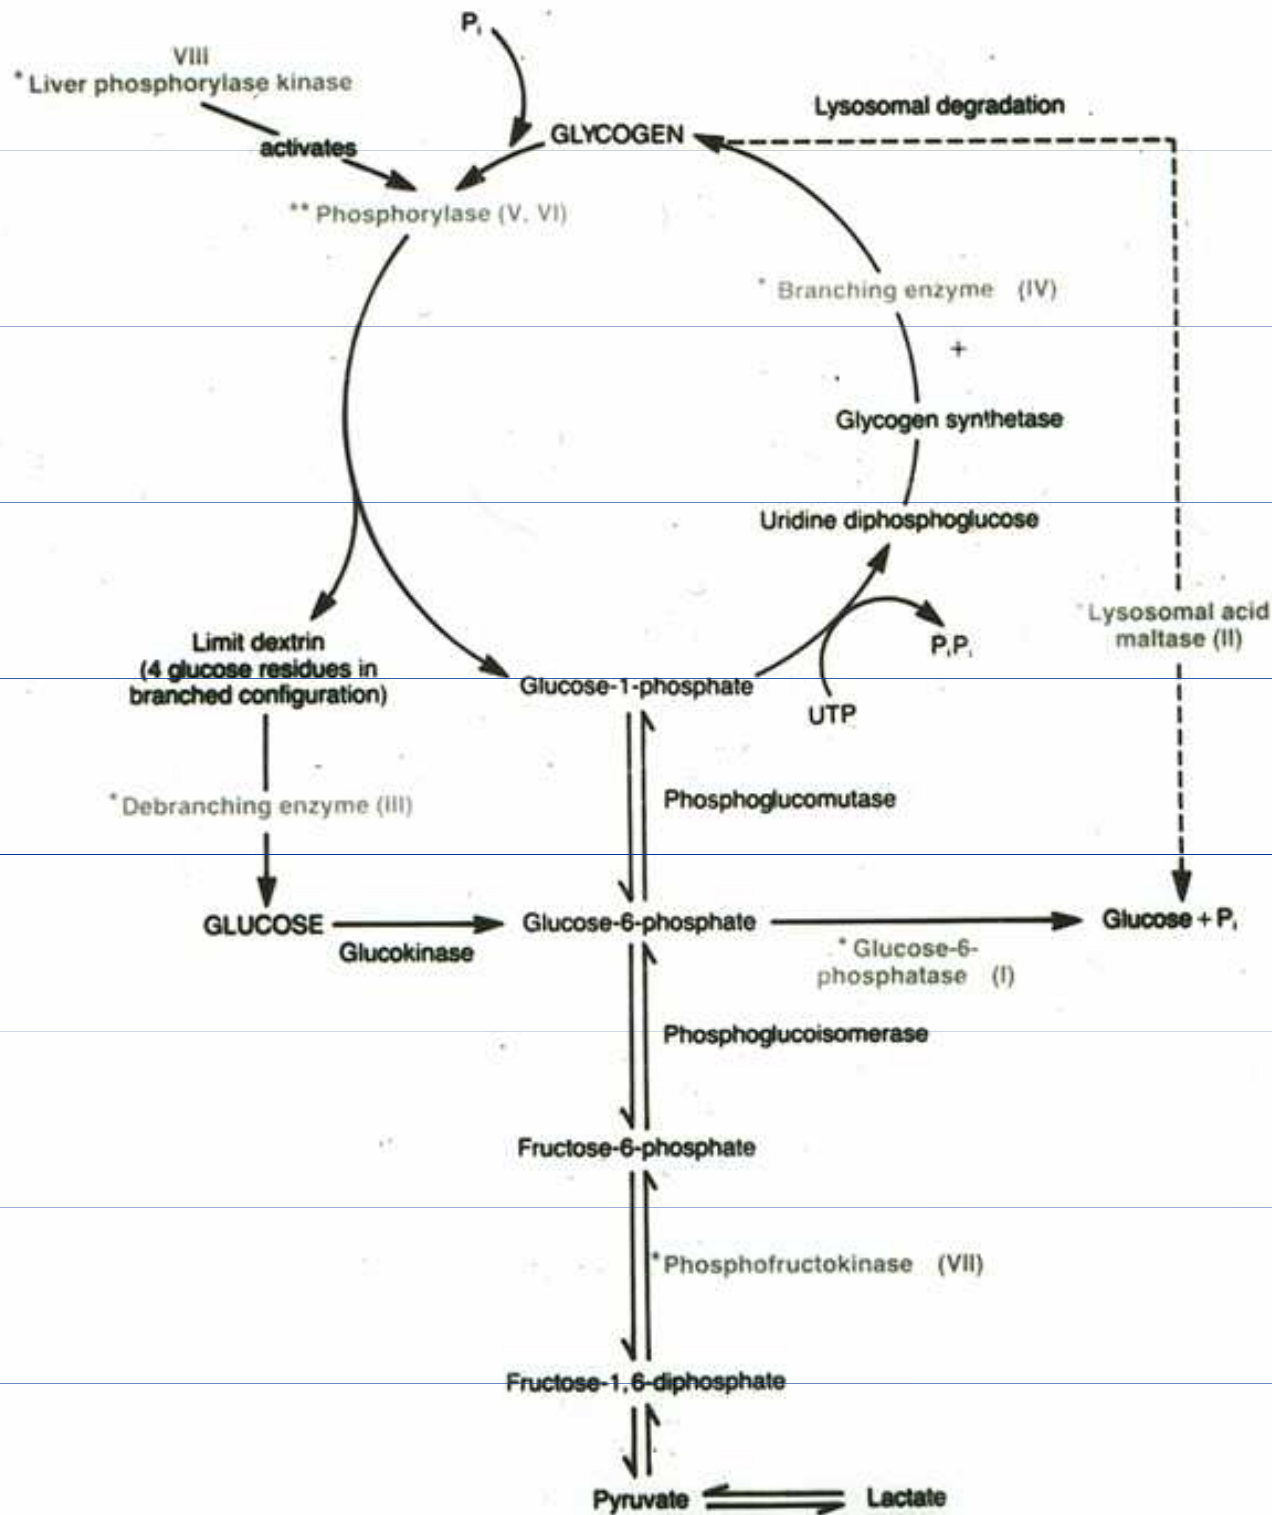 Pᵢ
VIII
* Liver phosphorylase kinase
activates
GLYCOGEN
Lysosomal degradation
** Phosphorylase (V, VI)
* Branching enzyme (IV)
+
Glycogen synthetase
Uridine diphosphoglucose
PᵢPᵢ
UTP
* Lysosomal acid
maltase (II)
Limit dextrin
(4 glucose residues in
branched configuration)
Glucose-1-phosphate
Phosphoglucomutase
* Debranching enzyme (III)
GLUCOSE
Glucokinase
Glucose-6-phosphate
* Glucose-6-
phosphatase (I)
Glucose + Pᵢ
Phosphoglucoisomerase
Fructose-6-phosphate
* Phosphofructokinase (VII)
Fructose-1,6-diphosphate
Pyruvate
Lactate